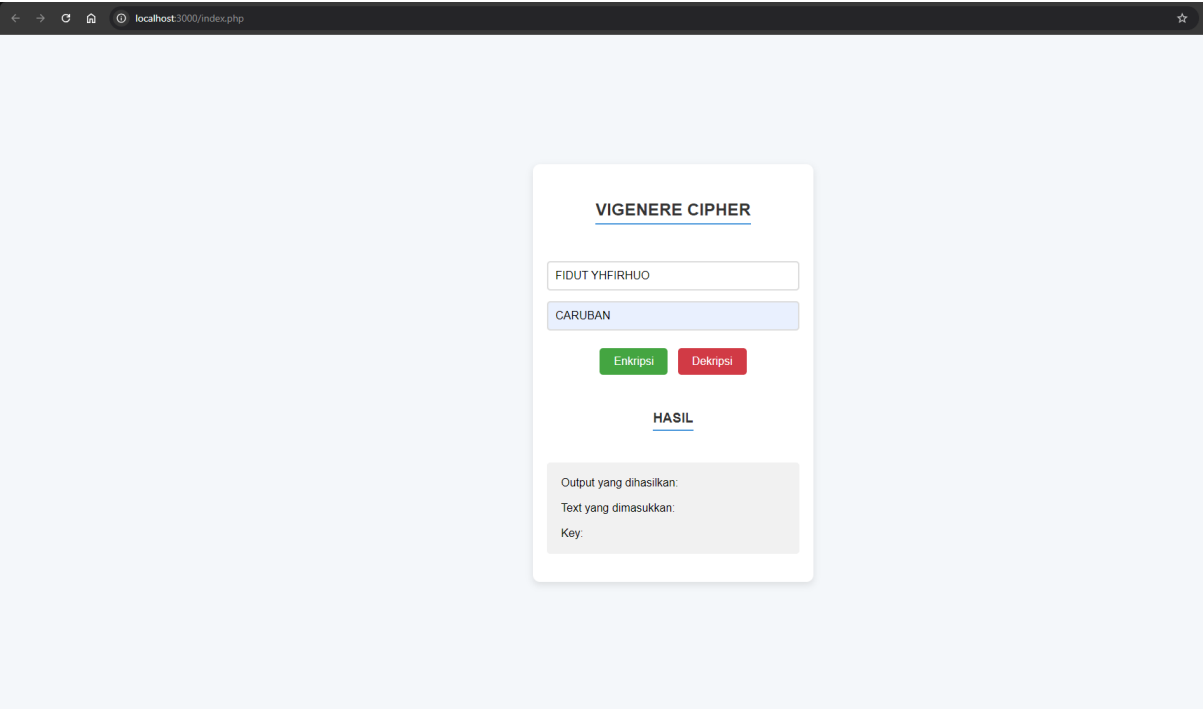 localhost:3000/index.php
VIGENERE CIPHER
FIDUT YHFIRHUO
CARUBAN
Enkripsi Dekripsi
HASIL
Output yang dihasilkan:
Text yang dimasukkan:
Key: